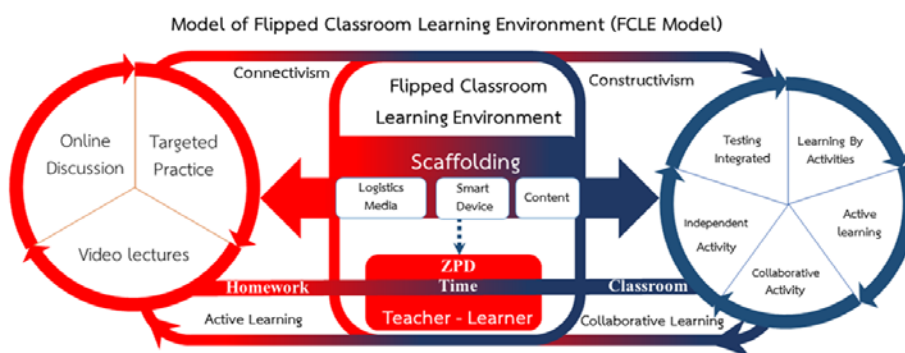 Model of Flipped Classroom Learning Environment (FCLE Model)
Connectivism
Constructivism
Flipped Classroom
Learning Environment
Online
Discussion
Targeted
Practice
Video lectures
Scaffolding
Logistics
Media
Smart
Device
Content
ZPD
Time
Teacher - Learner
Homework
Classroom
Active Learning
Collaborative Learning
Testing
Integrated
Learning By
Activities
Active
learning
Collaborative
Activity
Independent
Activity